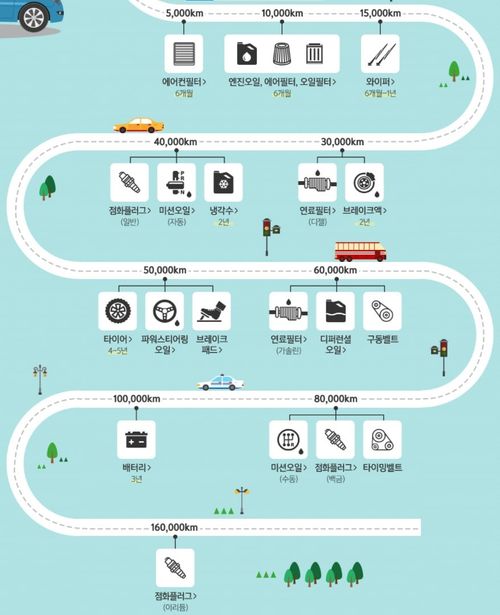 5,000km
10,000km
15,000km
에어컨필터>
6개월
엔진오일, 에어필터, 오일필터>
6개월
와이퍼>
6개월~1년
40,000km
30,000km
P
R
N
점화플러그>
(일반)
미션오일>
(자동)
냉각수>
2년
연료필터>
(디젤)
브레이크액>
2년
50,000km
60,000km
타이어>
4~5년
파워스티어링
오일>
브레이크
패드>
연료필터>
(가솔린)
디퍼런셜
오일>
구동벨트
100,000km
80,000km
배터리>
3년
미션오일>
(수동)
점화플러그>
(백금)
타이밍벨트
160,000km
점화플러그>
(이리듐)